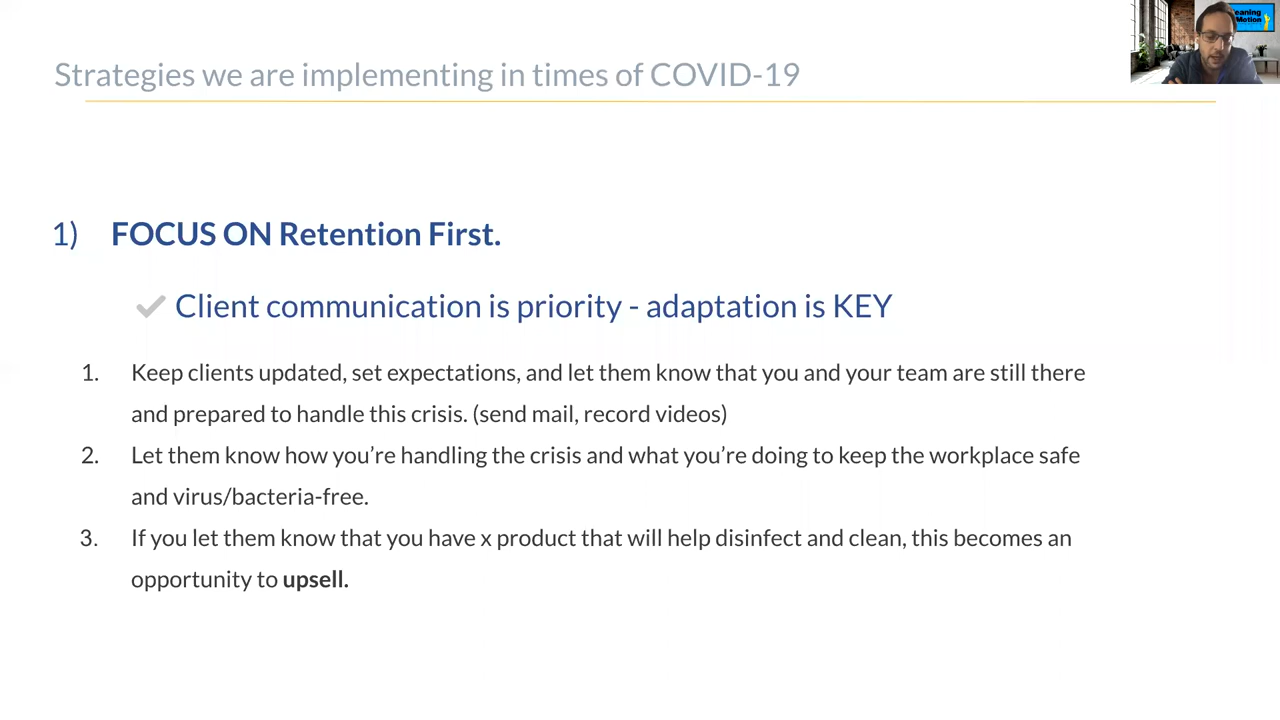 Strategies we are implementing in times of COVID-19
eaning
Motion
1) FOCUS ON Retention First.
Client communication is priority - adaptation is KEY
1. Keep clients updated, set expectations, and let them know that you and your team are still there
and prepared to handle this crisis. (send mail, record videos)
2. Let them know how you’re handling the crisis and what you’re doing to keep the workplace safe
and virus/bacteria-free.
3. If you let them know that you have x product that will help disinfect and clean, this becomes an
opportunity to upsell.